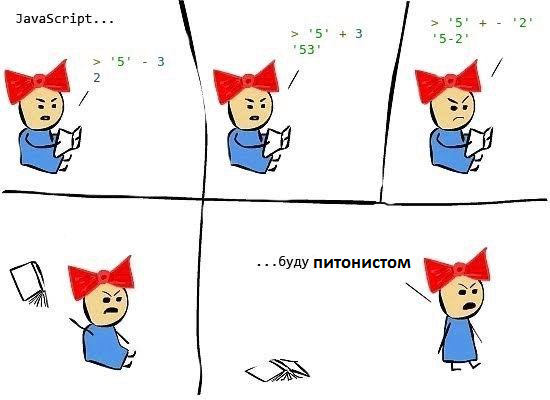 JavaScript...
> '5' - 3
2
> '5' + 3
'53'
> '5' + - '2'
'5-2'
...буду питонистом